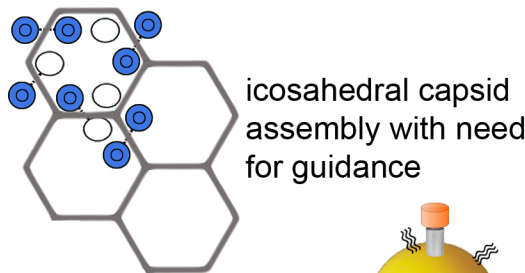 icosahedral capsid
assembly with need
for guidance